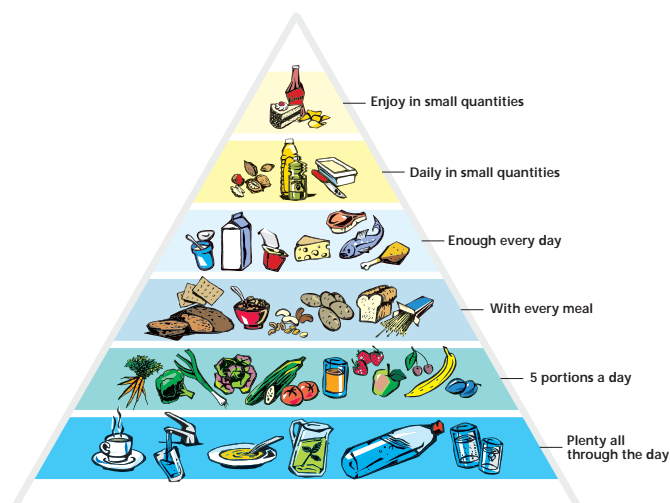 Enjoy in small quantities
Daily in small quantities
Enough every day
With every meal
5 portions a day
Plenty all
through the day